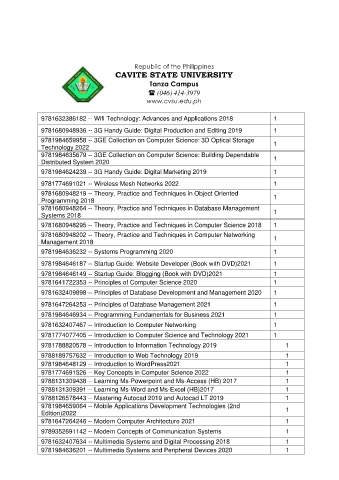 Republic of the Philippines
CAVITE STATE UNIVERSITY
Tanza Campus
☎ (046) 414-3979
www.cvsu.edu.ph
9781632386182 -- Wifi Technology: Advances and Applications 2018 1
9781680948936 -- 3G Handy Guide: Digital Production and Editing 2019 1
9781984659958 -- 3GE Collection on Computer Science: 3D Optical Storage
Technology 2022 1
9781984635679 -- 3GE Collection on Computer Science: Building Dependable
Distributed System 2020 1
9781984624239 -- 3G Handy Guide: Digital Marketing 2019 1
9781774691021 -- Wireless Mesh Networks 2022 1
9781680948219 -- Theory, Practice and Techniques in Object Oriented
Programming 2018 1
9781680948264 -- Theory, Practice and Techniques in Database Management
Systems 2018 1
9781680948295 -- Theory, Practice and Techniques in Computer Science 2018 1
9781680948202 -- Theory, Practice and Techniques in Computer Networking
Management 2018 1
9781984636232 -- Systems Programming 2020 1
9781984646187 -- Startup Guide: Website Developer (Book with DVD)2021 1
9781984646149 -- Startup Guide: Blogging (Book with DVD)2021 1
9781641722353 -- Principles of Computer Science 2020 1
9781632409898 -- Principles of Database Development and Management 2020 1
9781647264253 -- Principles of Database Management 2021 1
9781984646934 -- Programming Fundamentals for Business 2021 1
9781632407467 -- Introduction to Computer Networking 1
9781774077405 -- Introduction to Computer Science and Technology 2021 1
9781788820578 -- Introduction to Information Technology 2019 1
9788189757632 -- Introduction to Web Technology 2019 1
9781984648129 -- Introduction to WordPress2021 1
9781774691526 -- Key Concepts in Computer Science 2022 1
9788131309438 -- Learning Ms-Powerpoint and Ms-Access (HB) 2017 1
9788131309391 -- Learning Ms-Word and Ms-Excel (HB)2017 1
9788126578443 -- Mastering Autocad 2019 and Autocad LT 2019 1
9781984659064 -- Mobile Applications Development Technologies (2nd
Edition)2022 1
9781647264246 -- Modern Computer Architecture 2021 1
9789352691142 -- Modern Concepts of Communication Systems 1
9781632407634 -- Multimedia Systems and Digital Processing 2018 1
9781984636201 -- Multimedia Systems and Peripheral Devices 2020 1